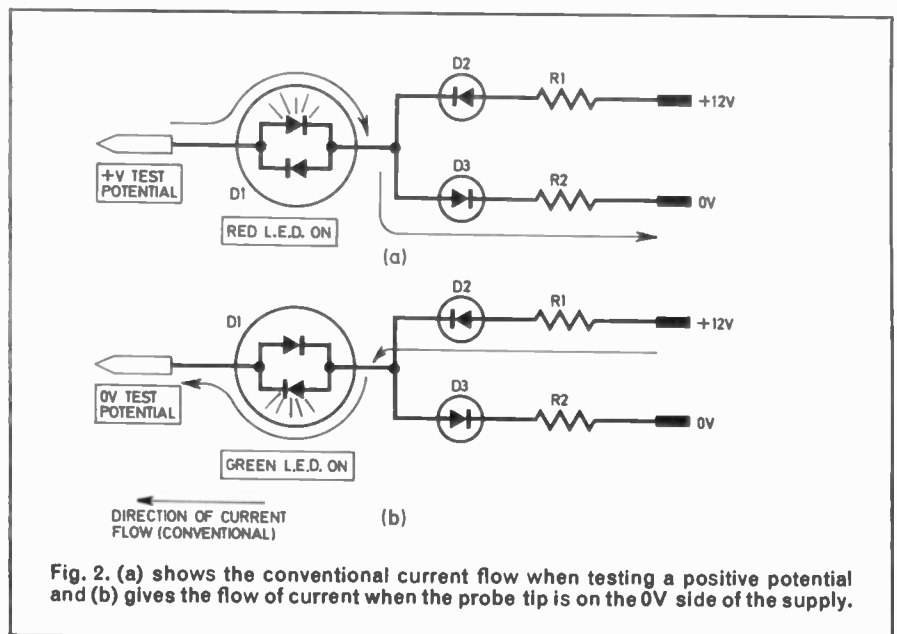 D2
R1
+12V
+V TEST
POTENTIAL
D1
D3
R2
0V
RED L.E.D. ON
(a)
D2
R1
D1
+12V
0V TEST
POTENTIAL
D3
R2
0V
GREEN L.E.D. ON
DIRECTION OF CURRENT
FLOW (CONVENTIONAL)
(b)
Fig. 2. (a) shows the conventional current flow when testing a positive potential
and (b) gives the flow of current when the probe tip is on the 0V side of the supply.